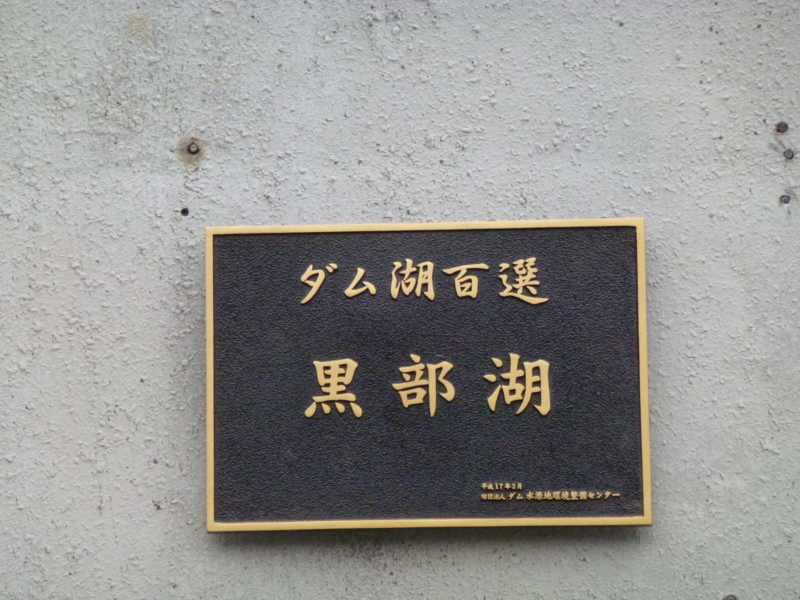 ダム湖百選
黒部湖
平成17年3月
財団法人 ダム水源地環境整備センター